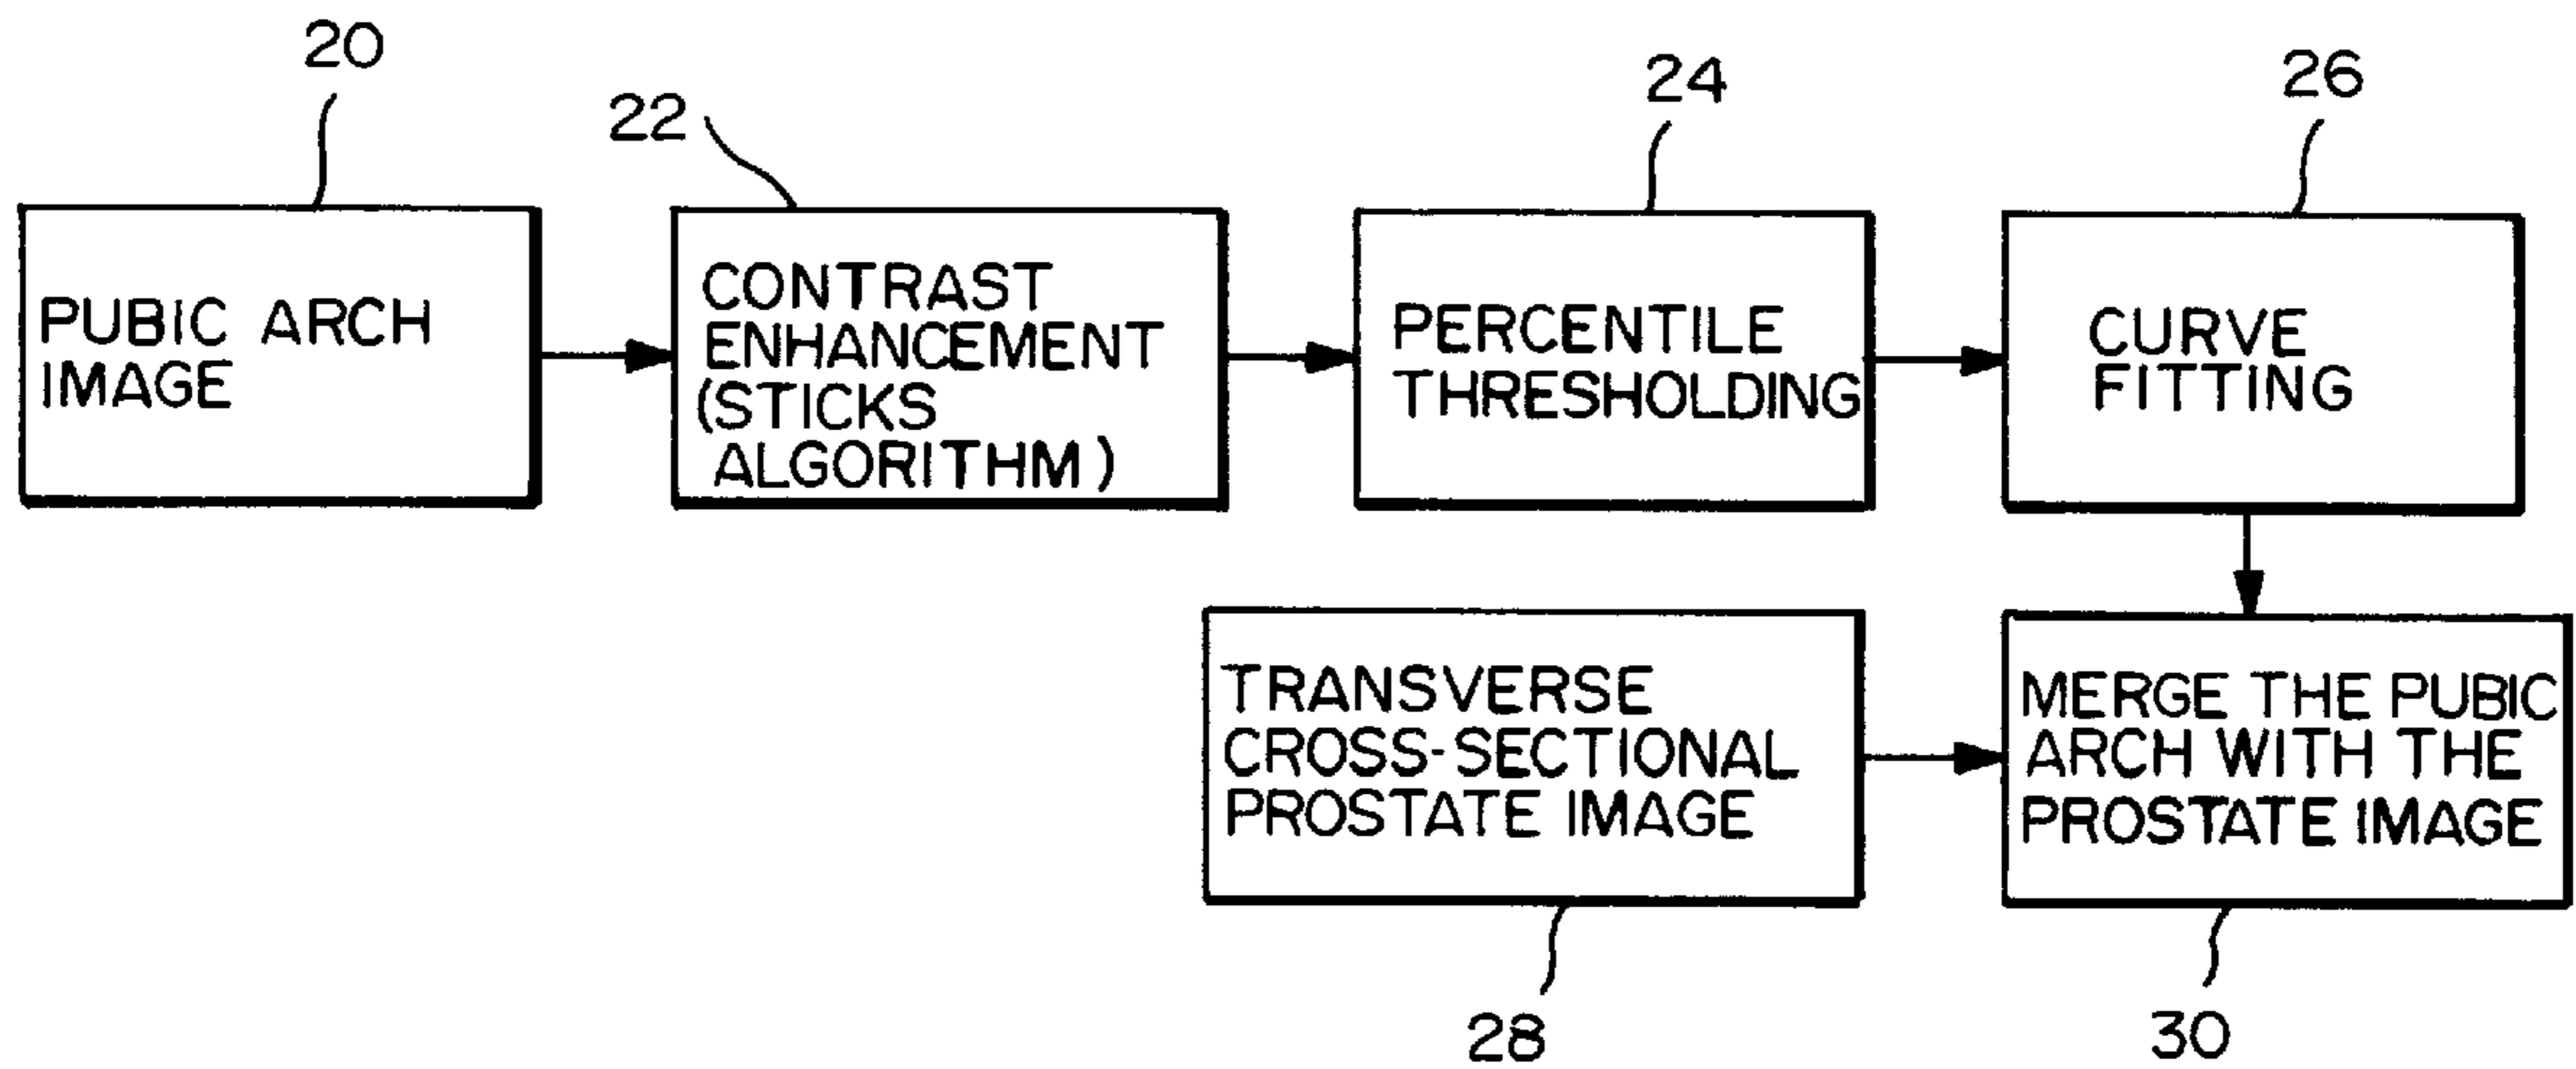 20
22
24
26
PUBIC ARCH
IMAGE
CONTRAST
ENHANCEMENT
(STICKS
ALGORITHM)
PERCENTILE
THRESHOLDING
CURVE
FITTING
TRANSVERSE
CROSS-SECTIONAL
PROSTATE IMAGE
MERGE THE PUBIC
ARCH WITH THE
PROSTATE IMAGE
28
30